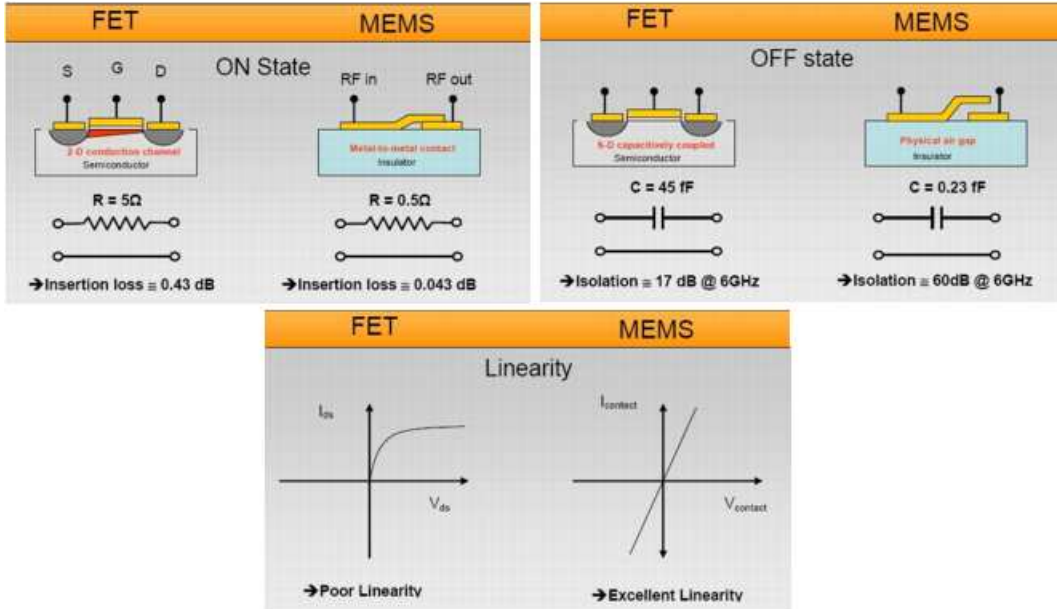 FET MEMS
ON State
S G D RF in RF out
2-D conduction channel Metal-to-metal contact
Semiconductor Insulator
R = 5Ω R = 0.5Ω
➔Insertion loss ≅ 0.43 dB ➔Insertion loss ≅ 0.043 dB
FET MEMS
OFF state
capacitively coupled Physical air gap
Semiconductor Insulator
C = 45 fF C = 0.23 fF
➔Isolation ≅ 17 dB @ 6GHz ➔Isolation ≅ 60dB @ 6GHz
FET MEMS
Linearity
Ids Icontact
Vds Vcontact
➔Poor Linearity ➔Excellent Linearity